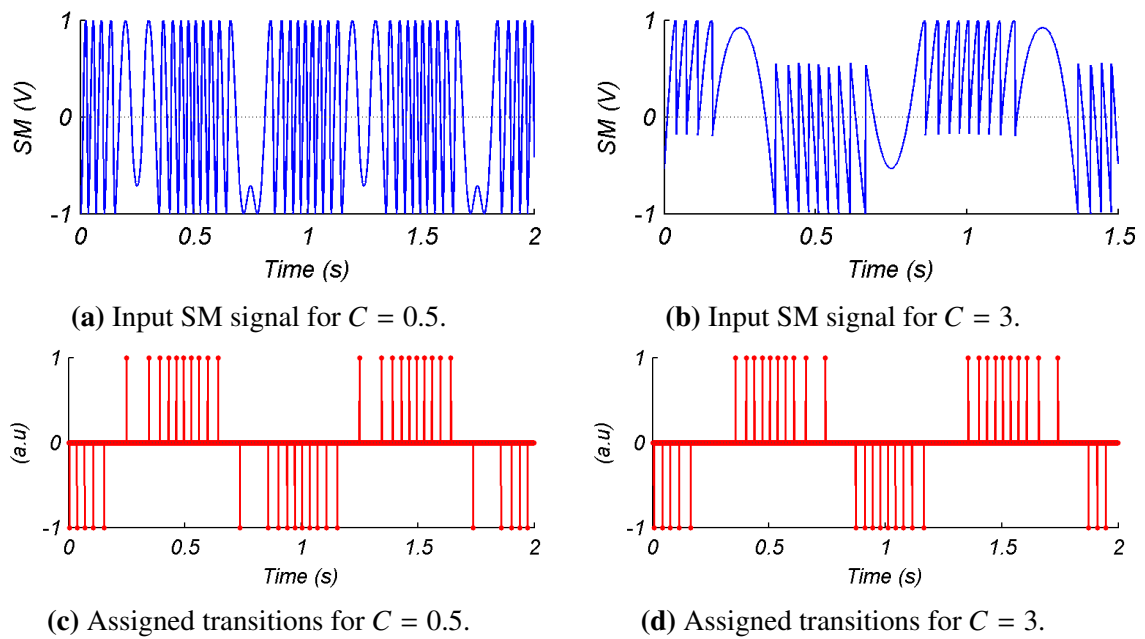 1
SM (V)
0
-1
0
0.5
1
1.5
2
Time (s)
(a) Input SM signal for C = 0.5.
1
SM (V)
0
-1
0
0.5
1
1.5
Time (s)
(b) Input SM signal for C = 3.
1
(a.u)
0
-1
0
0.5
1
1.5
2
Time (s)
(c) Assigned transitions for C = 0.5.
1
(a.u)
0
-1
0
0.5
1
1.5
2
Time (s)
(d) Assigned transitions for C = 3.